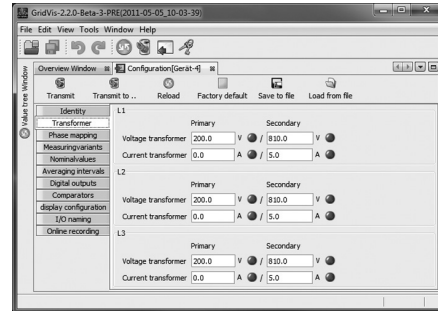 GridVis-2.2.0-Beta-3-PRE(2011-05-05_10-03-39)
File Edit View Tools Window Help
Value tree Window
Overview Window
Configuration[Gerät-4]
Transmit Transmit to .. Reload Factory default Save to file Load from file
Identity
Transformer
Phase mapping
Measuringvariants
Nominalvalues
Averaging intervals
Digital outputs
Comparators
display configuration
I/O naming
Online recording
L1
Primary Secondary
Voltage transformer 200.0 V / 810.0 V
Current transformer 0.0 A / 5.0 A
L2
Primary Secondary
Voltage transformer 200.0 V / 810.0 V
Current transformer 0.0 A / 5.0 A
L3
Primary Secondary
Voltage transformer 200.0 V / 810.0 V
Current transformer 0.0 A / 5.0 A